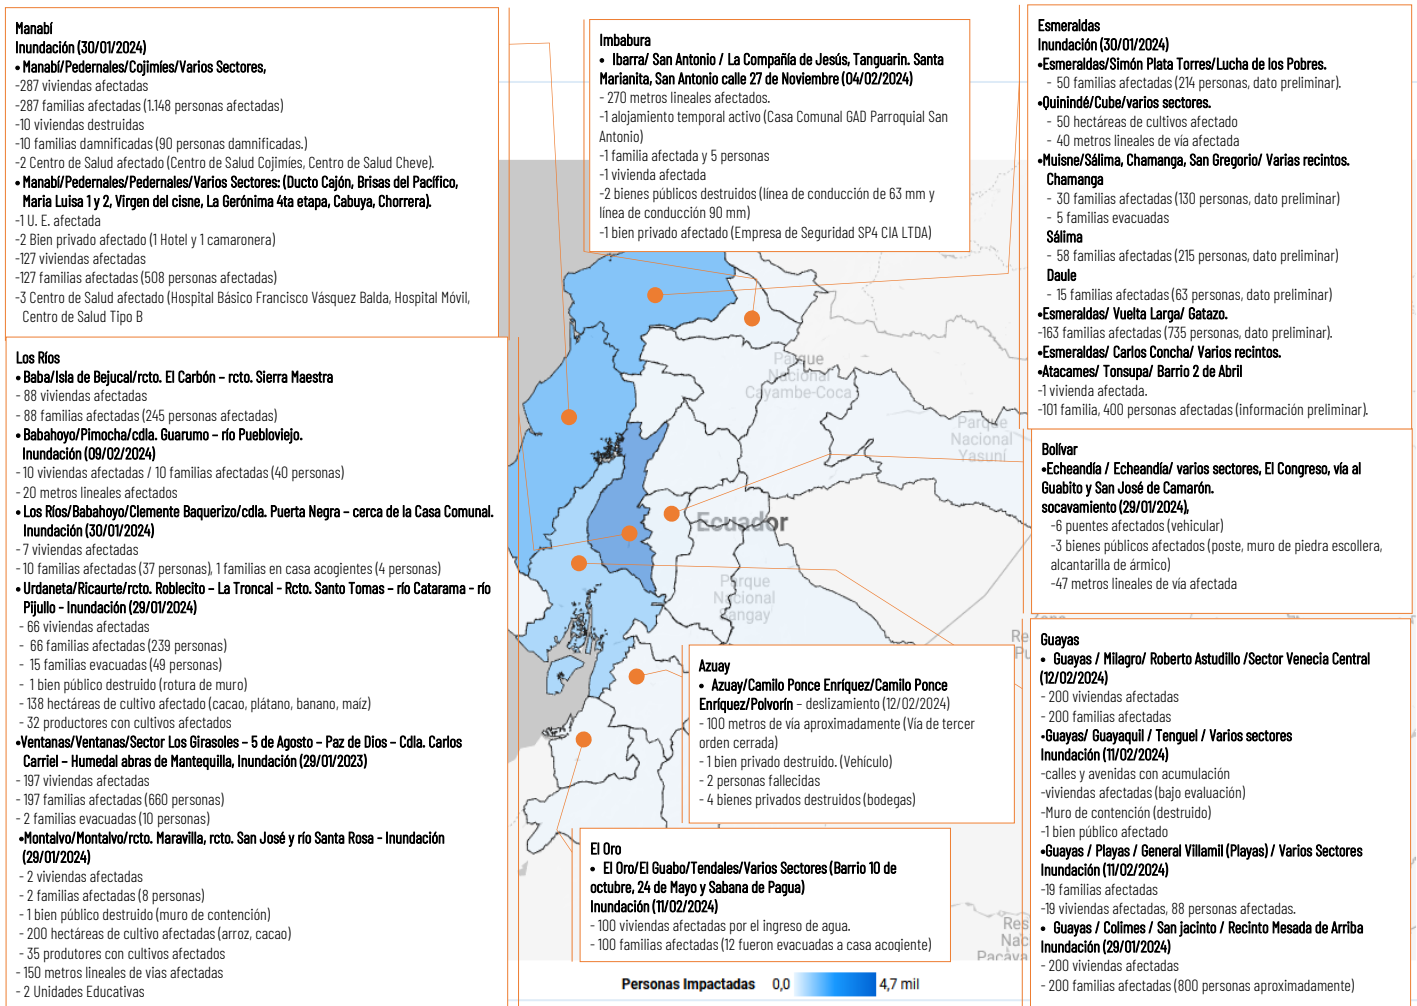 Manabí
Inundación (30/01/2024)
• Manabí/Pedernales/Cojimíes/Varios Sectores,
-287 viviendas afectadas
-287 familias afectadas (1.148 personas afectadas)
-10 viviendas destruidas
-10 familias damnificadas (90 personas damnificadas.)
-2 Centro de Salud afectado (Centro de Salud Cojimíes, Centro de Salud Cheve).
• Manabí/Pedernales/Pedernales/Varios Sectores: (Ducto Cajón, Brisas del Pacífico,
Maria Luisa 1 y 2, Virgen del cisne, La Gerónima 4ta etapa, Cabuya, Chorrera).
-1 U. E. afectada
-2 Bien privado afectado (1 Hotel y 1 camaronera)
-127 viviendas afectadas
-127 familias afectadas (508 personas afectadas)
-3 Centro de Salud afectado (Hospital Básico Francisco Vásquez Balda, Hospital Móvil,
Centro de Salud Tipo B
Los Ríos
• Baba/Isla de Bejucal/rcto. El Carbón – rcto. Sierra Maestra
- 88 viviendas afectadas
- 88 familias afectadas (245 personas afectadas)
• Babahoyo/Pimocha/cdla. Guarumo – río Puebloviejo.
Inundación (09/02/2024)
- 10 viviendas afectadas / 10 familias afectadas (40 personas)
- 20 metros lineales afectados
• Los Ríos/Babahoyo/Clemente Baquerizo/cdla. Puerta Negra – cerca de la Casa Comunal.
Inundación (30/01/2024)
- 7 viviendas afectadas
- 10 familias afectadas (37 personas), 1 familias en casa acogientes (4 personas)
• Urdaneta/Ricaurte/rcto. Roblecito – La Troncal - Rcto. Santo Tomas – río Catarama - río
Pijullo - Inundación (29/01/2024)
- 66 viviendas afectadas
- 66 familias afectadas (239 personas)
- 15 familias evacuadas (49 personas)
- 1 bien público destruido (rotura de muro)
- 138 hectáreas de cultivo afectado (cacao, plátano, banano, maíz)
- 32 productores con cultivos afectados
•Ventanas/Ventanas/Sector Los Girasoles – 5 de Agosto – Paz de Dios – Cdla. Carlos
Carriel – Humedal abras de Mantequilla, Inundación (29/01/2023)
- 197 viviendas afectadas
- 197 familias afectadas (660 personas)
- 2 familias evacuadas (10 personas)
•Montalvo/Montalvo/rcto. Maravilla, rcto. San José y río Santa Rosa - Inundación
(29/01/2024)
- 2 viviendas afectadas
- 2 familias afectadas (8 personas)
- 1 bien público destruido (muro de contención)
- 200 hectáreas de cultivo afectadas (arroz, cacao)
- 35 produtores con cultivos afectados
- 150 metros lineales de vias afectadas
- 2 Unidades Educativas
Imbabura
• Ibarra/ San Antonio / La Compañía de Jesús, Tanguarin. Santa
Marianita, San Antonio calle 27 de Noviembre (04/02/2024)
- 270 metros lineales afectados.
-1 alojamiento temporal activo (Casa Comunal GAD Parroquial San
Antonio)
-1 familia afectada y 5 personas
-1 vivienda afectada
-2 bienes públicos destruidos (línea de conducción de 63 mm y
línea de conducción 90 mm)
-1 bien privado afectado (Empresa de Seguridad SP4 CIA LTDA)
Parque
Nacional
Cayambe-Coca
Parque
Nacional
Yasuní
Ecuador
Parque
Nacional
Sangay
Azuay
• Azuay/Camilo Ponce Enríquez/Camilo Ponce
Enríquez/Polvorín – deslizamiento (12/02/2024)
- 100 metros de vía aproximadamente (Vía de tercer
orden cerrada)
- 1 bien privado destruido. (Vehículo)
- 2 personas fallecidas
- 4 bienes privados destruidos (bodegas)
El Oro
• El Oro/El Guabo/Tendales/Varios Sectores (Barrio 10 de
octubre, 24 de Mayo y Sabana de Pagua)
Inundación (11/02/2024)
- 100 viviendas afectadas por el ingreso de agua.
- 100 familias afectadas (12 fueron evacuadas a casa acogiente)
Personas Impactadas 0,0 4,7 mil
Esmeraldas
Inundación (30/01/2024)
•Esmeraldas/Simón Plata Torres/Lucha de los Pobres.
- 50 familias afectadas (214 personas, dato preliminar).
•Quinindé/Cube/varios sectores.
- 50 hectáreas de cultivos afectado
- 40 metros lineales de vía afectada
•Muisne/Sálima, Chamanga, San Gregorio/ Varias recintos.
Chamanga
- 30 familias afectadas (130 personas, dato preliminar)
- 5 familias evacuadas
Sálima
- 58 familias afectadas (215 personas, dato preliminar)
Daule
- 15 familias afectadas (63 personas, dato preliminar)
•Esmeraldas/ Vuelta Larga/ Gatazo.
-163 familias afectadas (735 personas, dato preliminar).
•Esmeraldas/ Carlos Concha/ Varios recintos.
•Atacames/ Tonsupa/ Barrio 2 de Abril
-1 vivienda afectada.
-101 familia, 400 personas afectadas (información preliminar).
Bolívar
•Echeandía / Echeandía/ varios sectores, El Congreso, vía al
Guabito y San José de Camarón.
socavamiento (29/01/2024),
-6 puentes afectados (vehicular)
-3 bienes públicos afectados (poste, muro de piedra escollera,
alcantarilla de ármico)
-47 metros lineales de vía afectada
Guayas
• Guayas / Milagro/ Roberto Astudillo /Sector Venecia Central
(12/02/2024)
- 200 viviendas afectadas
- 200 familias afectadas
•Guayas/ Guayaquil / Tenguel / Varios sectores
Inundación (11/02/2024)
-calles y avenidas con acumulación
-viviendas afectadas (bajo evaluación)
-Muro de contención (destruido)
-1 bien público afectado
•Guayas / Playas / General Villamil (Playas) / Varios Sectores
Inundación (11/02/2024)
-19 familias afectadas
-19 viviendas afectadas, 88 personas afectadas.
• Guayas / Colimes / San jacinto / Recinto Mesada de Arriba
Inundación (29/01/2024)
- 200 viviendas afectadas
- 200 familias afectadas (800 personas aproximadamente)